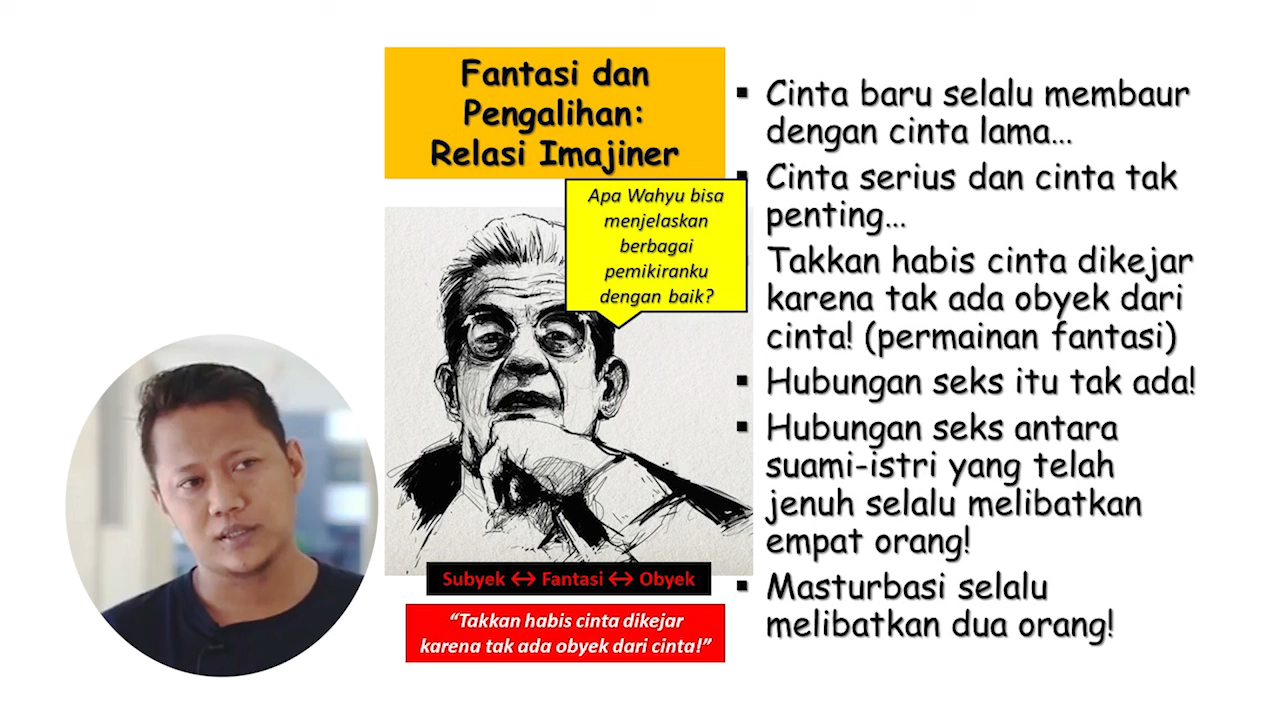 Fantasi dan
Pengalihan:
Relasi Imajiner
Apa Wahyu bisa
menjelaskan
berbagai
pemikiranku
dengan baik?
Subyek ↔ Fantasi ↔ Obyek
“Takkan habis cinta dikejar
karena tak ada obyek dari cinta!”
▪ Cinta baru selalu membaur
dengan cinta lama…
▪ Cinta serius dan cinta tak
penting…
Takkan habis cinta dikejar
karena tak ada obyek dari
cinta! (permainan fantasi)
▪ Hubungan seks itu tak ada!
▪ Hubungan seks antara
suami-istri yang telah
jenuh selalu melibatkan
empat orang!
▪ Masturbasi selalu
melibatkan dua orang!